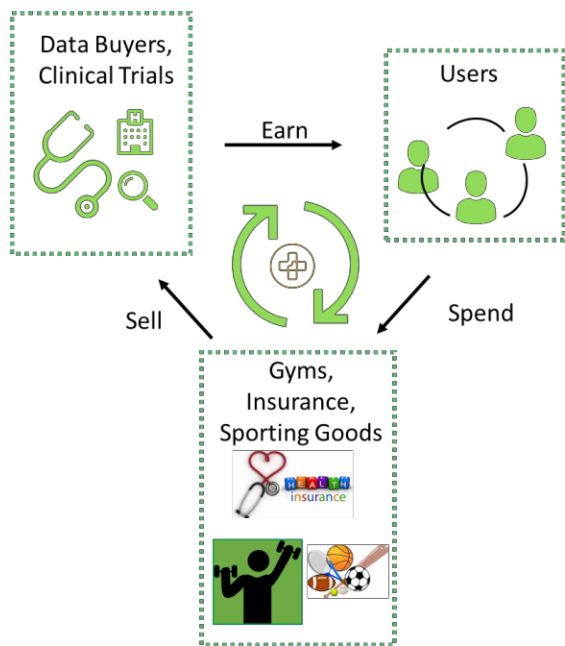 Data Buyers,
Clinical Trials
Earn
Users
Sell
Spend
Gyms,
Insurance,
Sporting Goods
HEALTH
insurance